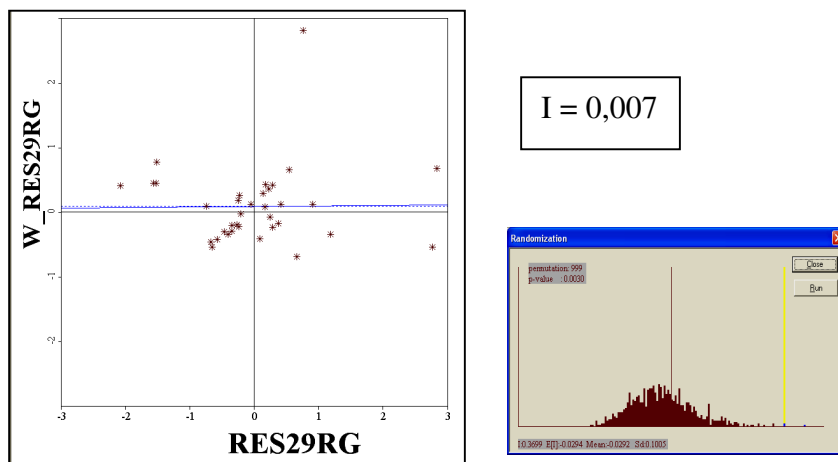 W_RES29RG
2
1
0
-1
-2
-3
-2
-1
0
1
2
3
RES29RG
I = 0,007
Randomization
permutation: 999
p-value : 0.0030
Close
Run
I:0.3699 E[I]:-0.0294 Mean:-0.0292 Sd:0.1005